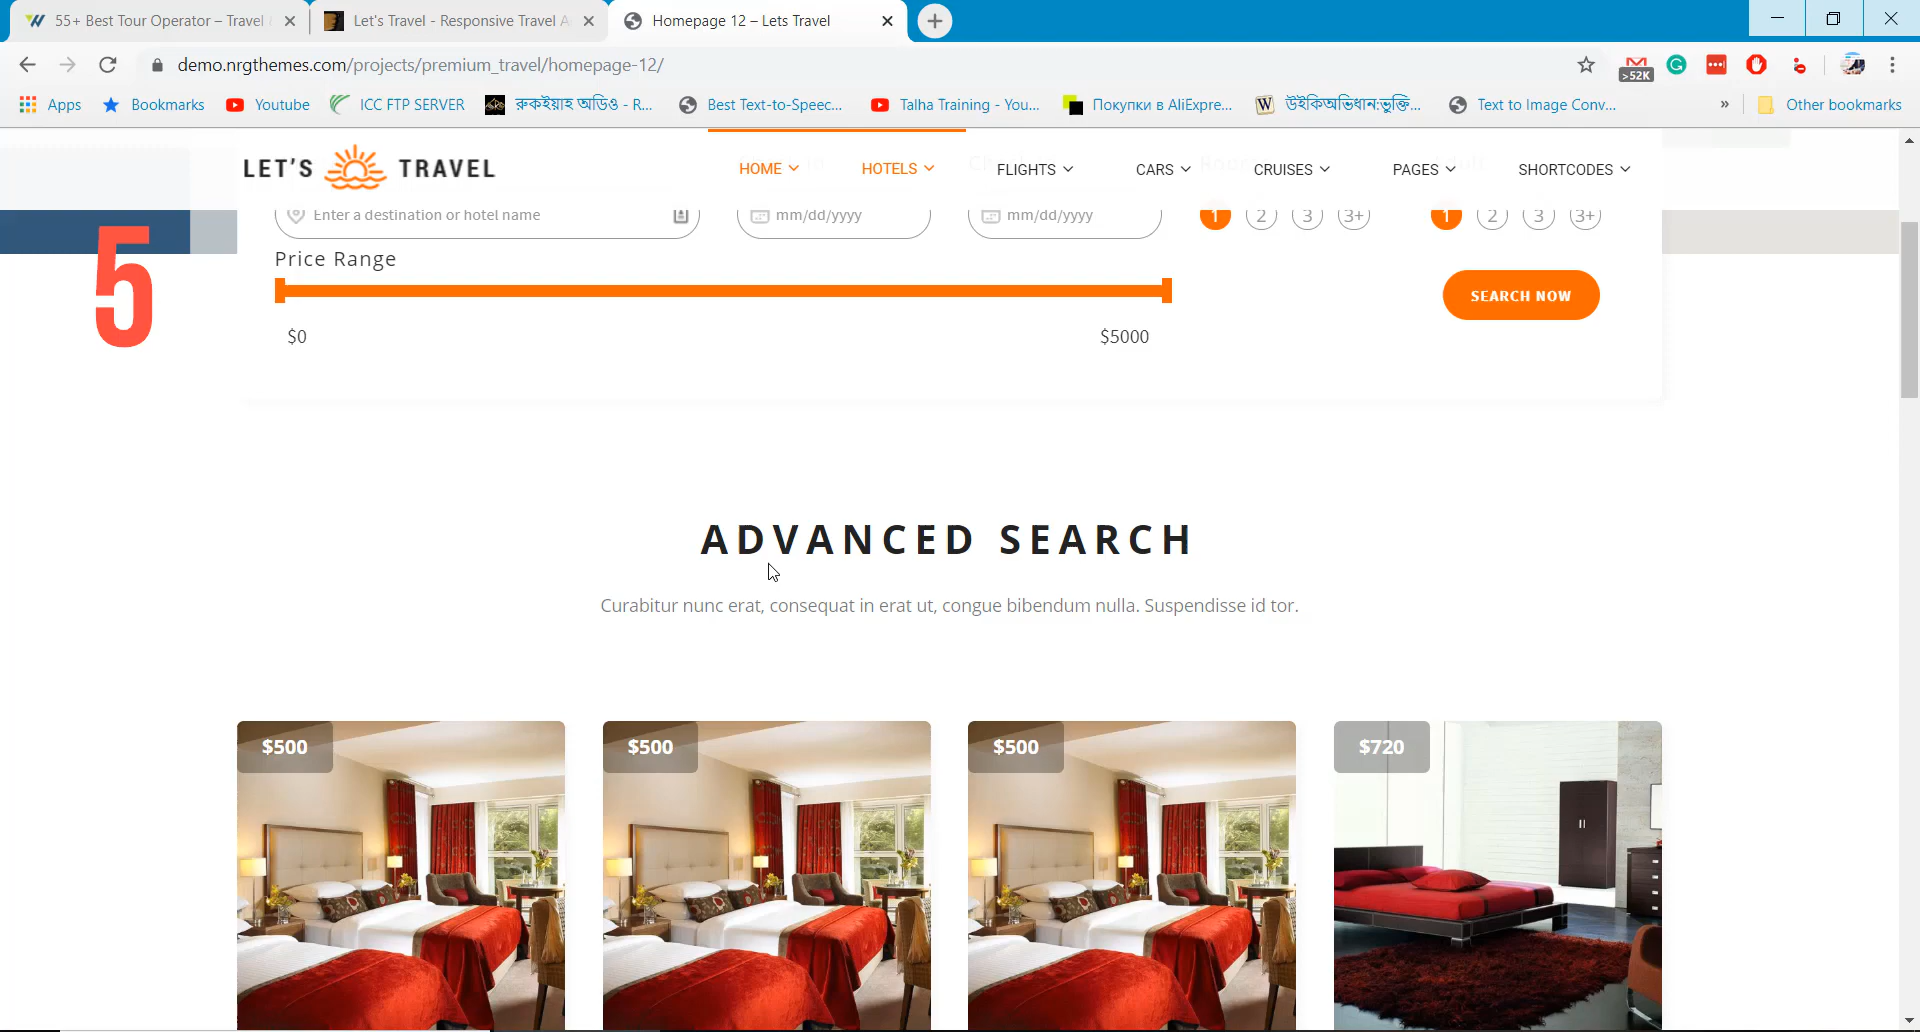 55+ Best Tour Operator – Travel
Let's Travel - Responsive Travel A
Homepage 12 – Lets Travel
demo.nrgthemes.com/projects/premium_travel/homepage-12/
>52K
Apps
Bookmarks
Youtube
ICC FTP SERVER
রুকইয়াহ অডিও - R...
Best Text-to-Speec...
Talha Training - You...
Покупки в AliExpre...
উইকিঅভিধান:ভুক্তি...
Text to Image Conv...
»
Other bookmarks
LET'S TRAVEL
HOME
HOTELS
FLIGHTS
CARS
CRUISES
PAGES
SHORTCODES
Enter a destination or hotel name
mm/dd/yyyy
mm/dd/yyyy
1 2 3 3+
1 2 3 3+
5
Price Range
SEARCH NOW
$0
$5000
ADVANCED SEARCH
Curabitur nunc erat, consequat in erat ut, congue bibendum nulla. Suspendisse id tor.
$500
$500
$500
$720